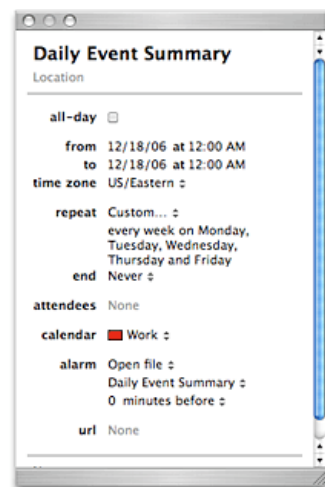 Daily Event Summary
Location
all-day
from 12/18/06 at 12:00 AM
to 12/18/06 at 12:00 AM
time zone US/Eastern
repeat Custom...
every week on Monday,
Tuesday, Wednesday,
Thursday and Friday
end Never
attendees None
calendar Work
alarm Open file
Daily Event Summary
0 minutes before
url None